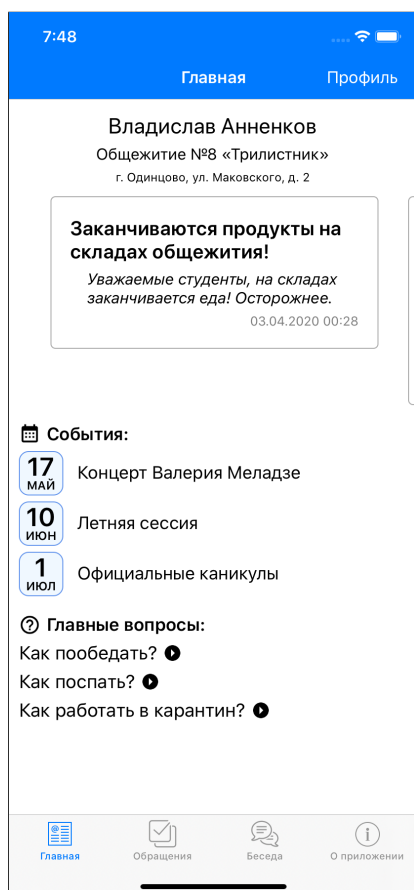 7:48
Главная
Профиль
Владислав Анненков
Общежитие №8 «Трилистник»
г. Одинцово, ул. Маковского, д. 2
Заканчиваются продукты на
складах общежития!
Уважаемые студенты, на складах
заканчивается еда! Осторожнее.
03.04.2020 00:28
События:
17
МАЙ
Концерт Валерия Меладзе
10
ИЮН
Летняя сессия
1
ИЮЛ
Официальные каникулы
Главные вопросы:
Как пообедать?
Как поспать?
Как работать в карантин?
Главная
Обращения
Беседа
О приложении